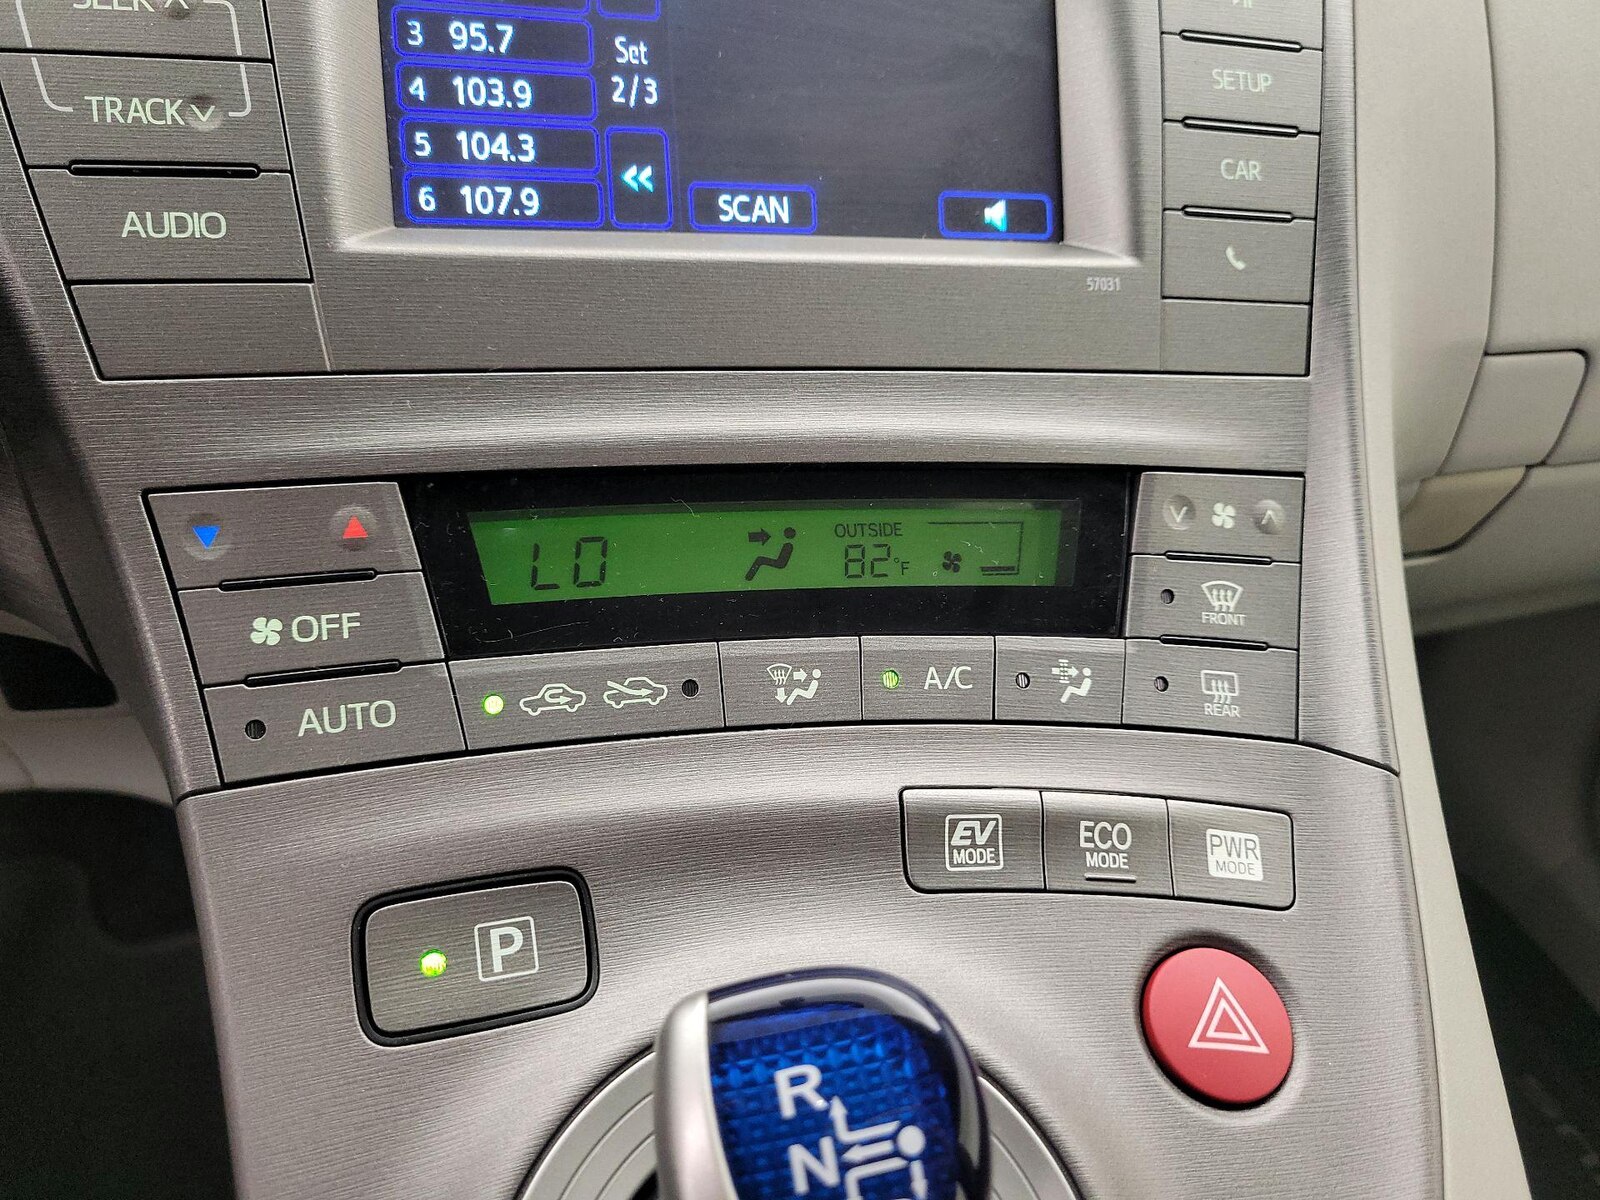 SEEK
TRACK
AUDIO
3 95.7
4 103.9
5 104.3
6 107.9
Set
2/3
<<
SCAN
SETUP
CAR
57031
LO
OUTSIDE
82°F
OFF
AUTO
A/C
FRONT
REAR
EV
MODE
ECO
MODE
PWR
MODE
P
R
N